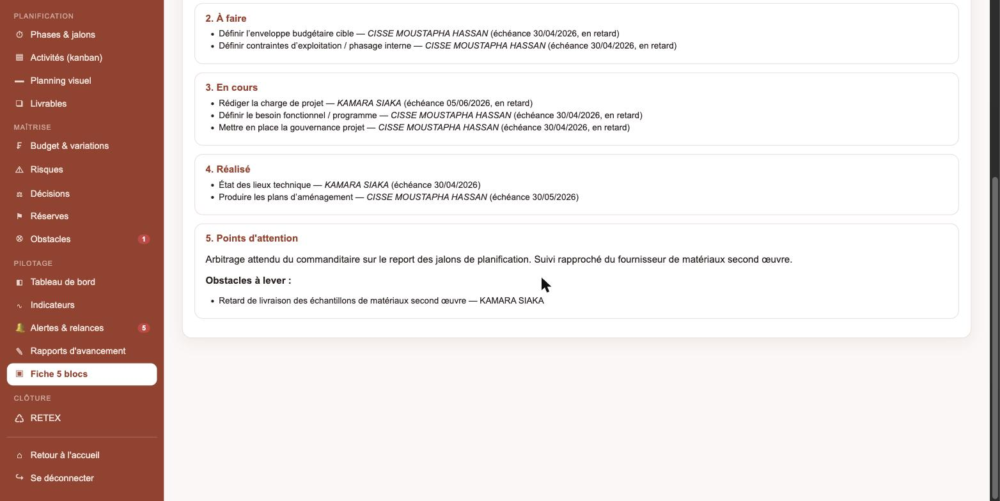 PLANIFICATION
Phases & jalons
Activités (kanban)
Planning visuel
Livrables
MAÎTRISE
Budget & variations
Risques
Décisions
Réserves
Obstacles 1
PILOTAGE
Tableau de bord
Indicateurs
Alertes & relances 5
Rapports d'avancement
Fiche 5 blocs
CLÔTURE
RETEX
Retour à l'accueil
Se déconnecter
2. À faire
• Définir l’enveloppe budgétaire cible — CISSE MOUSTAPHA HASSAN (échéance 30/04/2026, en retard)
• Définir contraintes d’exploitation / phasage interne — CISSE MOUSTAPHA HASSAN (échéance 30/04/2026, en retard)
3. En cours
• Rédiger la charge de projet — KAMARA SIAKA (échéance 05/06/2026, en retard)
• Définir le besoin fonctionnel / programme — CISSE MOUSTAPHA HASSAN (échéance 30/04/2026, en retard)
• Mettre en place la gouvernance projet — CISSE MOUSTAPHA HASSAN (échéance 30/04/2026, en retard)
4. Réalisé
• État des lieux technique — KAMARA SIAKA (échéance 30/04/2026)
• Produire les plans d’aménagement — CISSE MOUSTAPHA HASSAN (échéance 30/05/2026)
5. Points d'attention
Arbitrage attendu du commanditaire sur le report des jalons de planification. Suivi rapproché du fournisseur de matériaux second œuvre.
Obstacles à lever :
• Retard de livraison des échantillons de matériaux second œuvre — KAMARA SIAKA